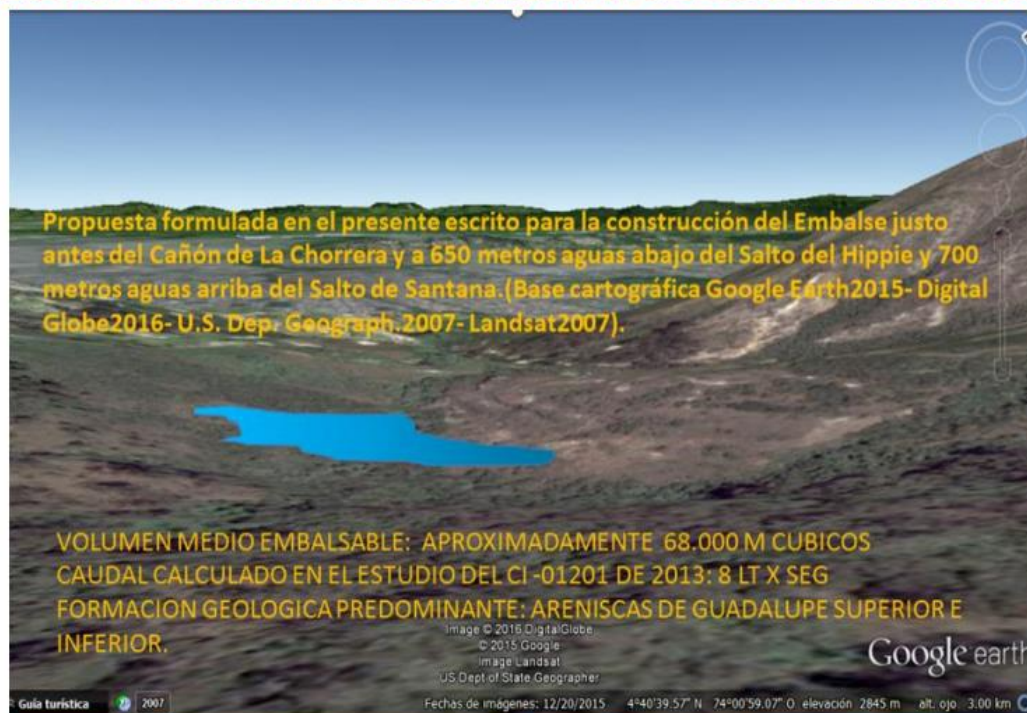 Propuesta formulada en el presente escrito para la construcción del Embalse justo
antes del Cañón de La Chorrera y a 650 metros aguas abajo del Salto del Hippie y 700
metros aguas arriba del Salto de Santana.(Base cartográfica Google Earth2015- Digital
Globe2016- U.S. Dep. Geograph.2007- Landsat2007).
VOLUMEN MEDIO EMBALSABLE: APROXIMADAMENTE 68.000 M CUBICOS
CAUDAL CALCULADO EN EL ESTUDIO DEL CI -01201 DE 2013: 8 LT X SEG
FORMACION GEOLOGICA PREDOMINANTE: ARENISCAS DE GUADALUPE SUPERIOR E
INFERIOR.
Image © 2016 DigitalGlobe
© 2015 Google
Image Landsat
US Dept of State Geographer
Google earth
Guía turística 2007 Fechas de imágenes: 12/20/2015 4°40'39.57" N 74°00'59.07" O elevación 2845 m alt. ojo 3.00 km